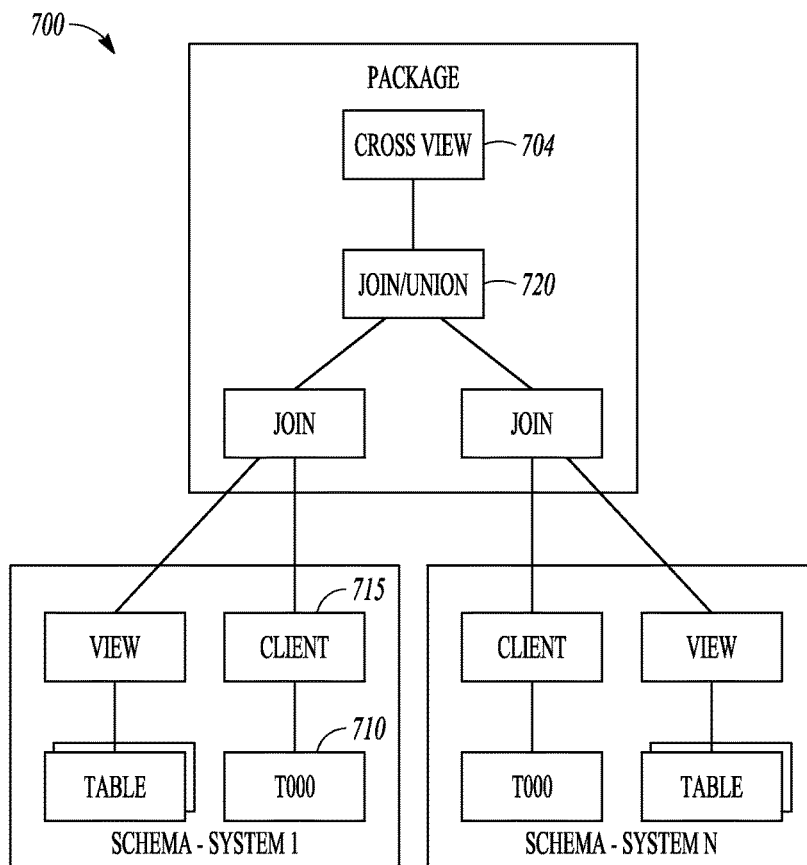 700
PACKAGE
CROSS VIEW 704
JOIN/UNION 720
JOIN JOIN
715
VIEW CLIENT CLIENT VIEW
710
TABLE T000 T000 TABLE
SCHEMA - SYSTEM 1 SCHEMA - SYSTEM N